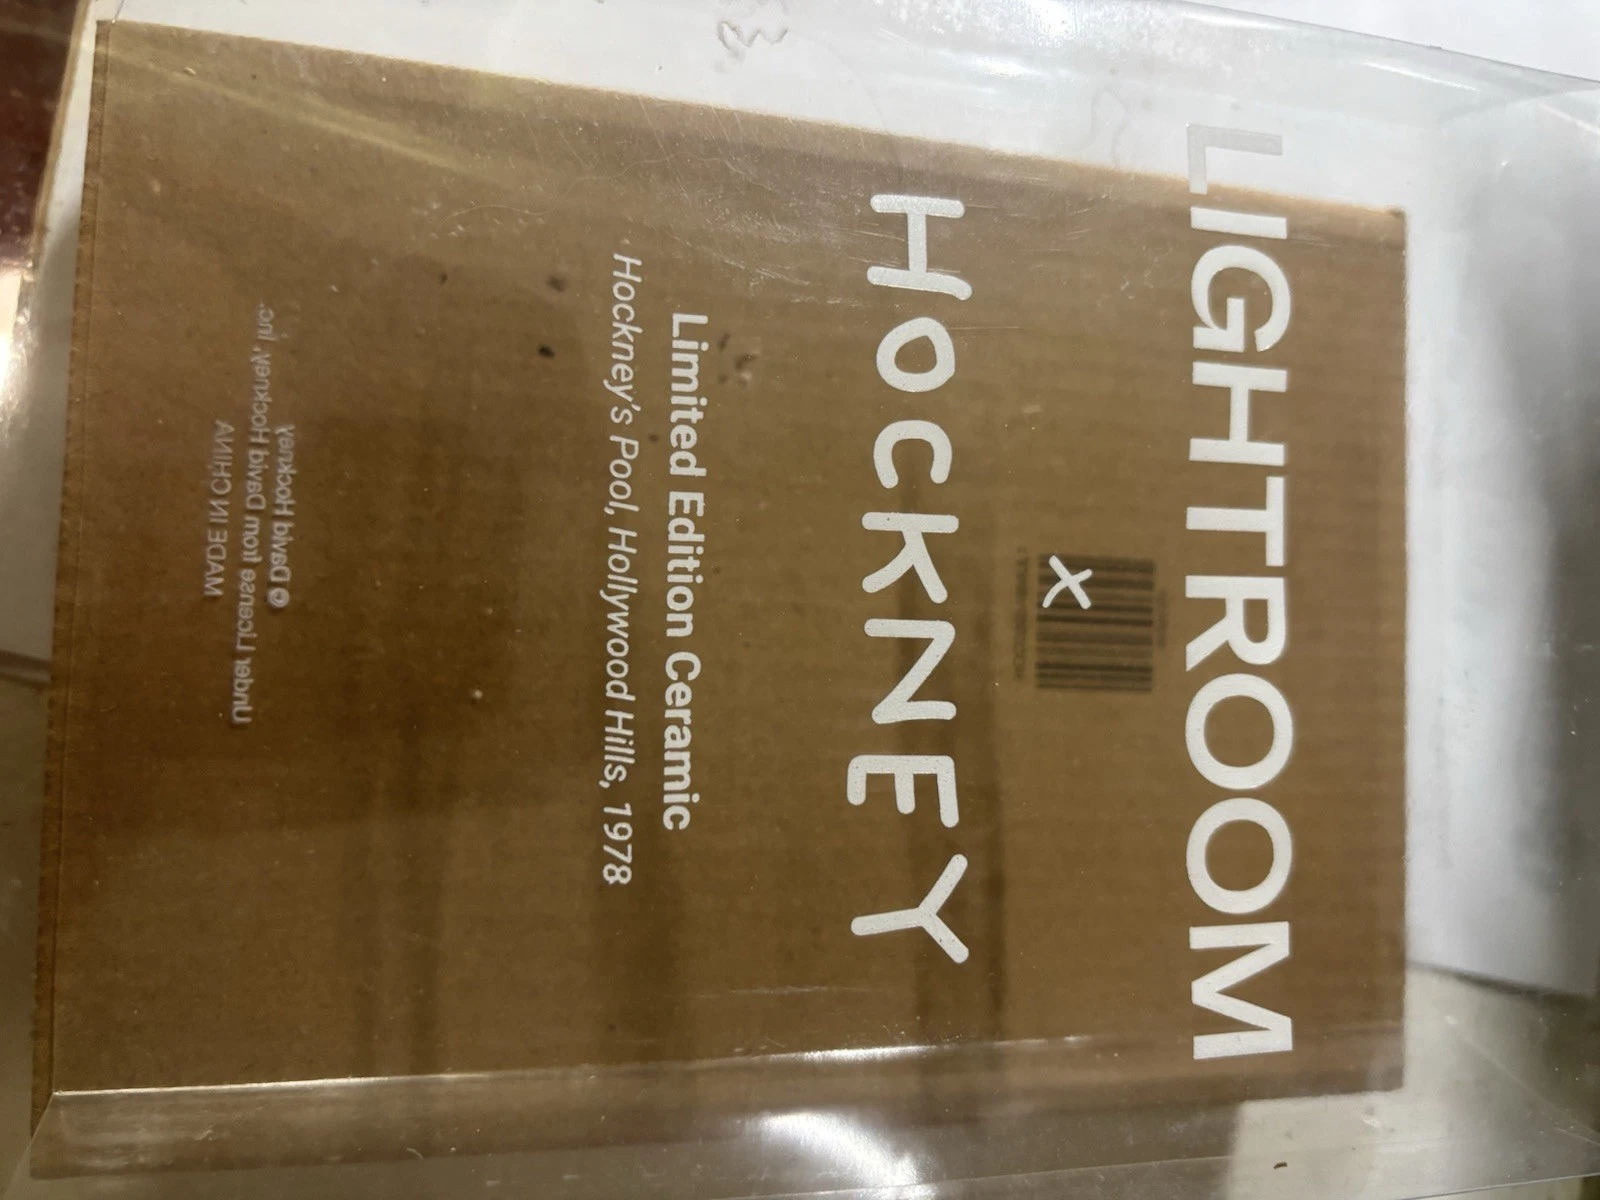 LIGHTROOM
x
HOCKNEY
Limited Edition Ceramic
Hockney's Pool, Hollywood Hills, 1978
© David Hockney
under License from David Hockney, Inc.
MADE IN CHINA